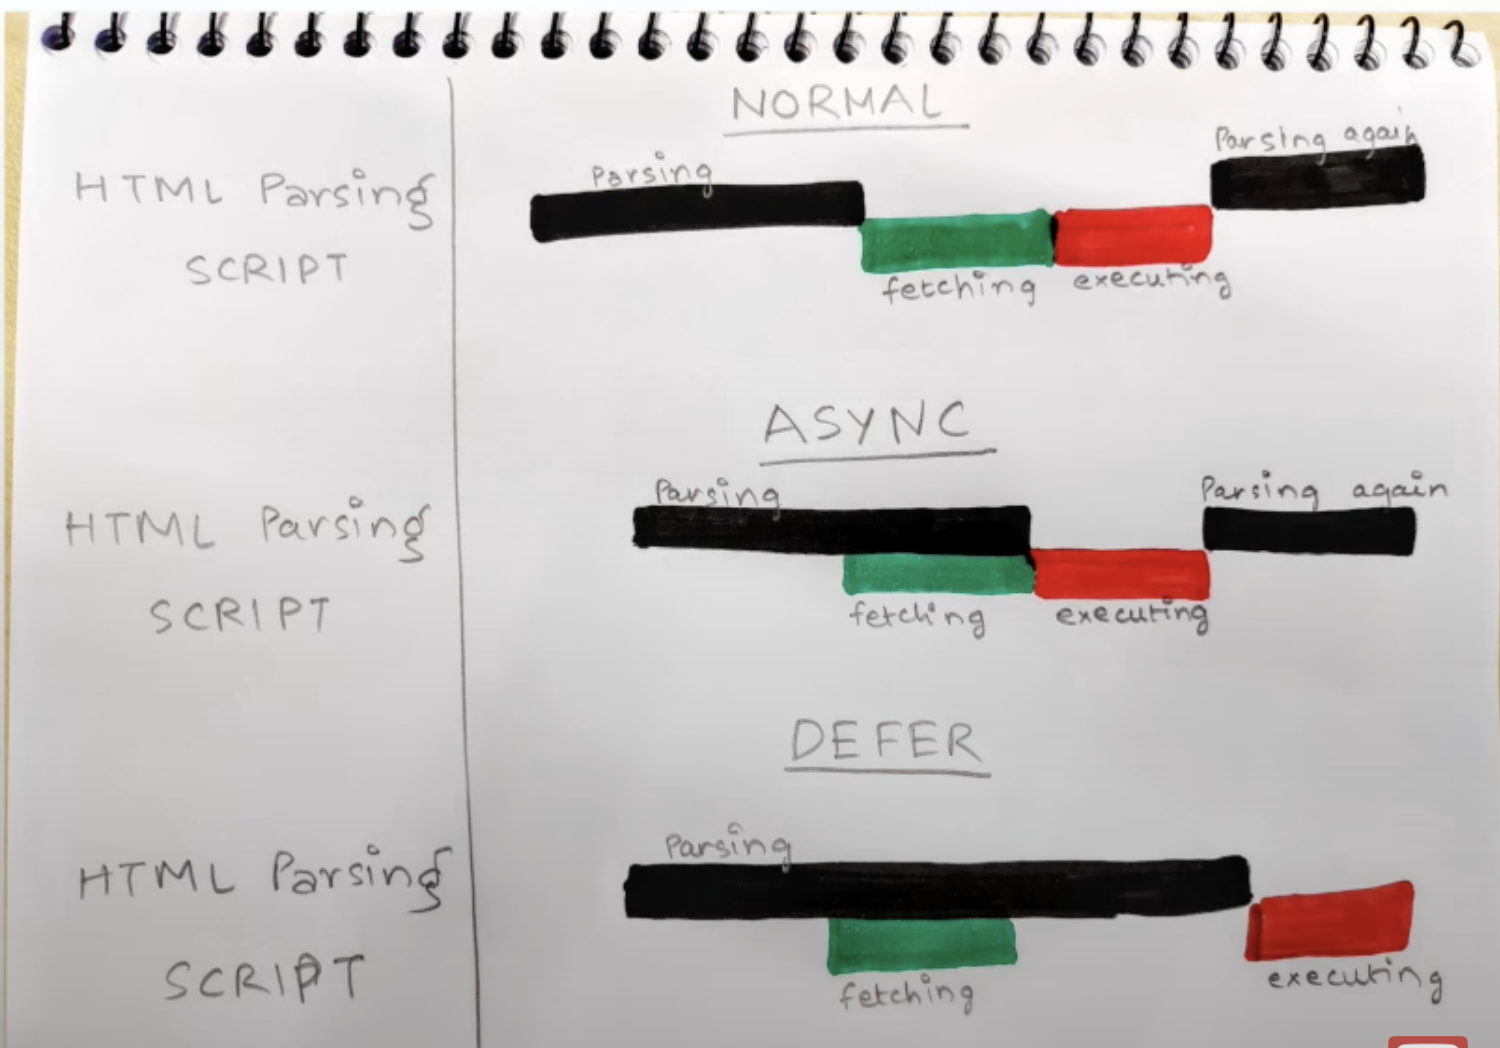 NORMAL
Parsing again
Parsing
HTML Parsing
SCRIPT
fetching executing
ASYNC
Parsing
Parsing again
HTML Parsing
SCRIPT
fetching executing
DEFER
Parsing
HTML Parsing
SCRIPT
fetching
executing